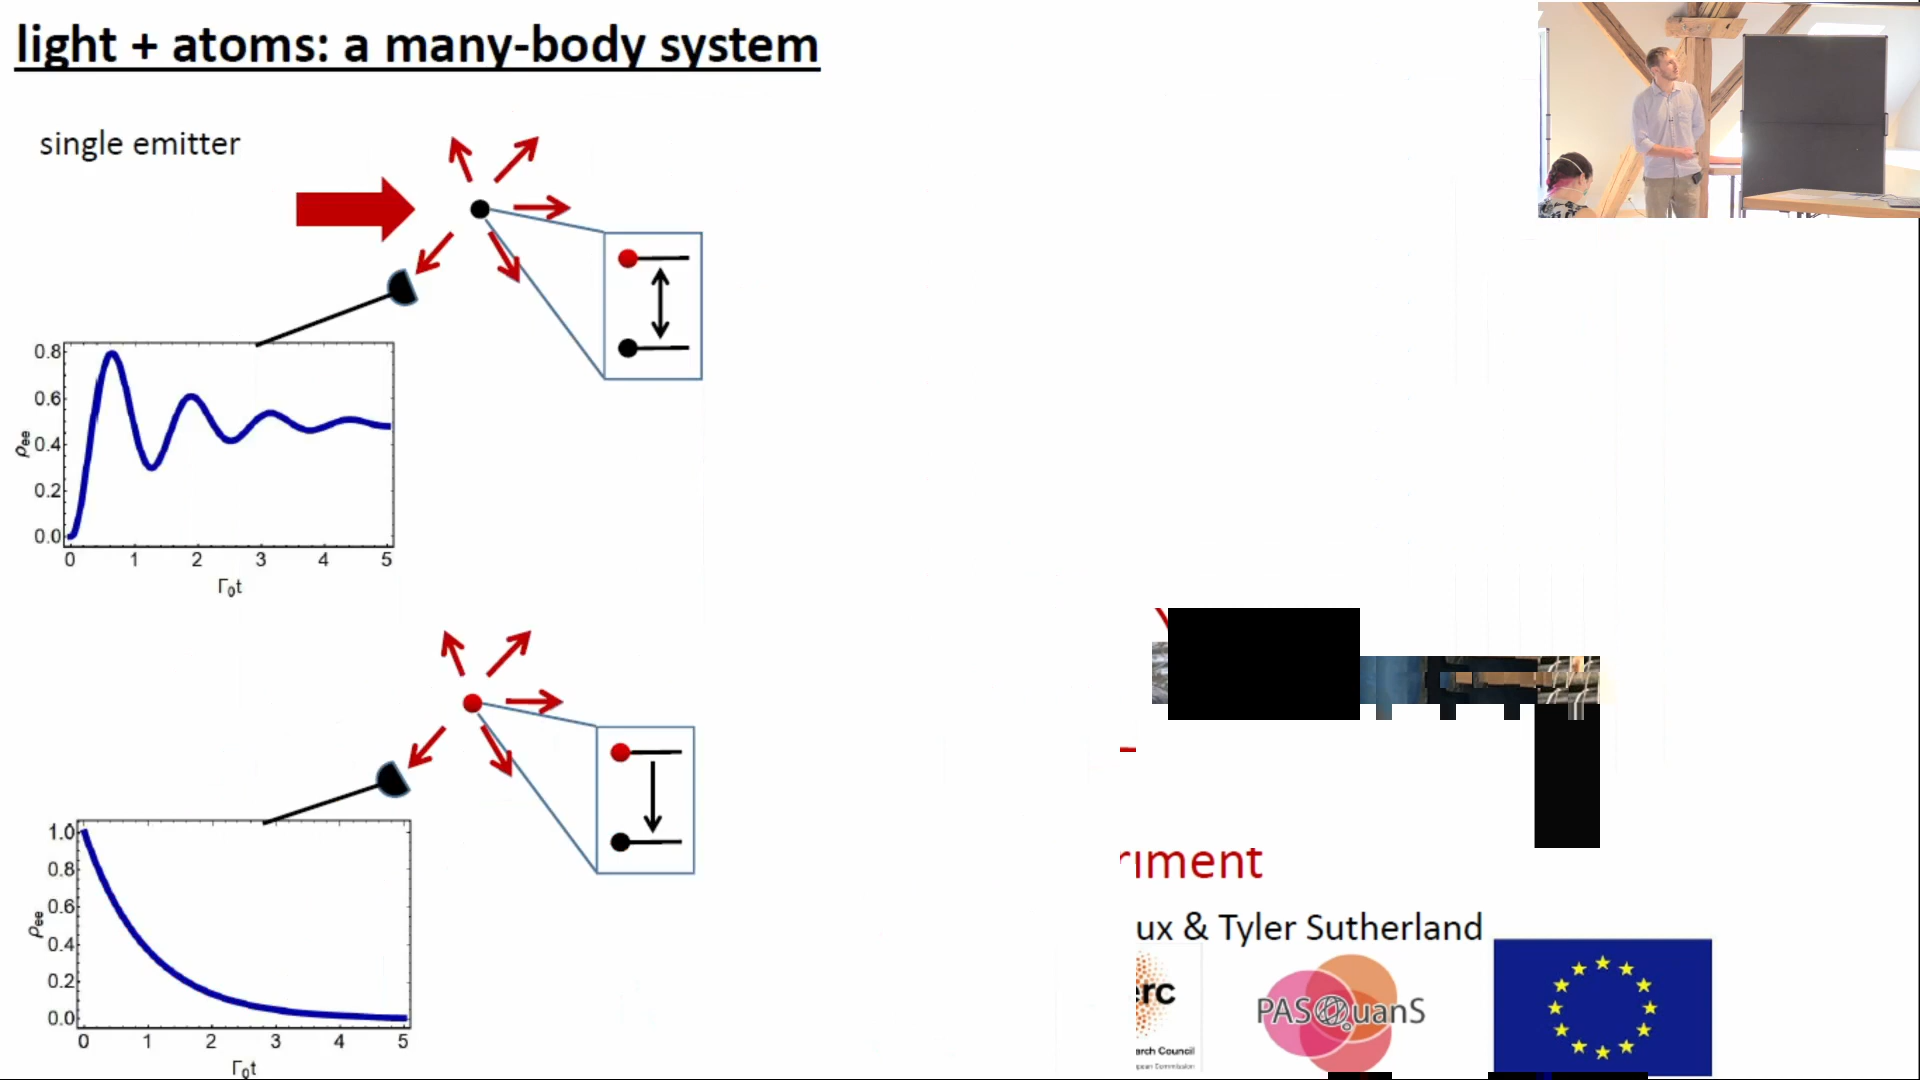 light + atoms: a many-body system
single emitter
0.8
0.6
0.4
0.2
0.0
ρee
0 1 2 3 4 5
Γ0t
1.0
0.8
0.6
0.4
0.2
0.0
ρee
0 1 2 3 4 5
Γ0t
riment
ux & Tyler Sutherland
erc
arch Council
pean Commission
PASQuanS